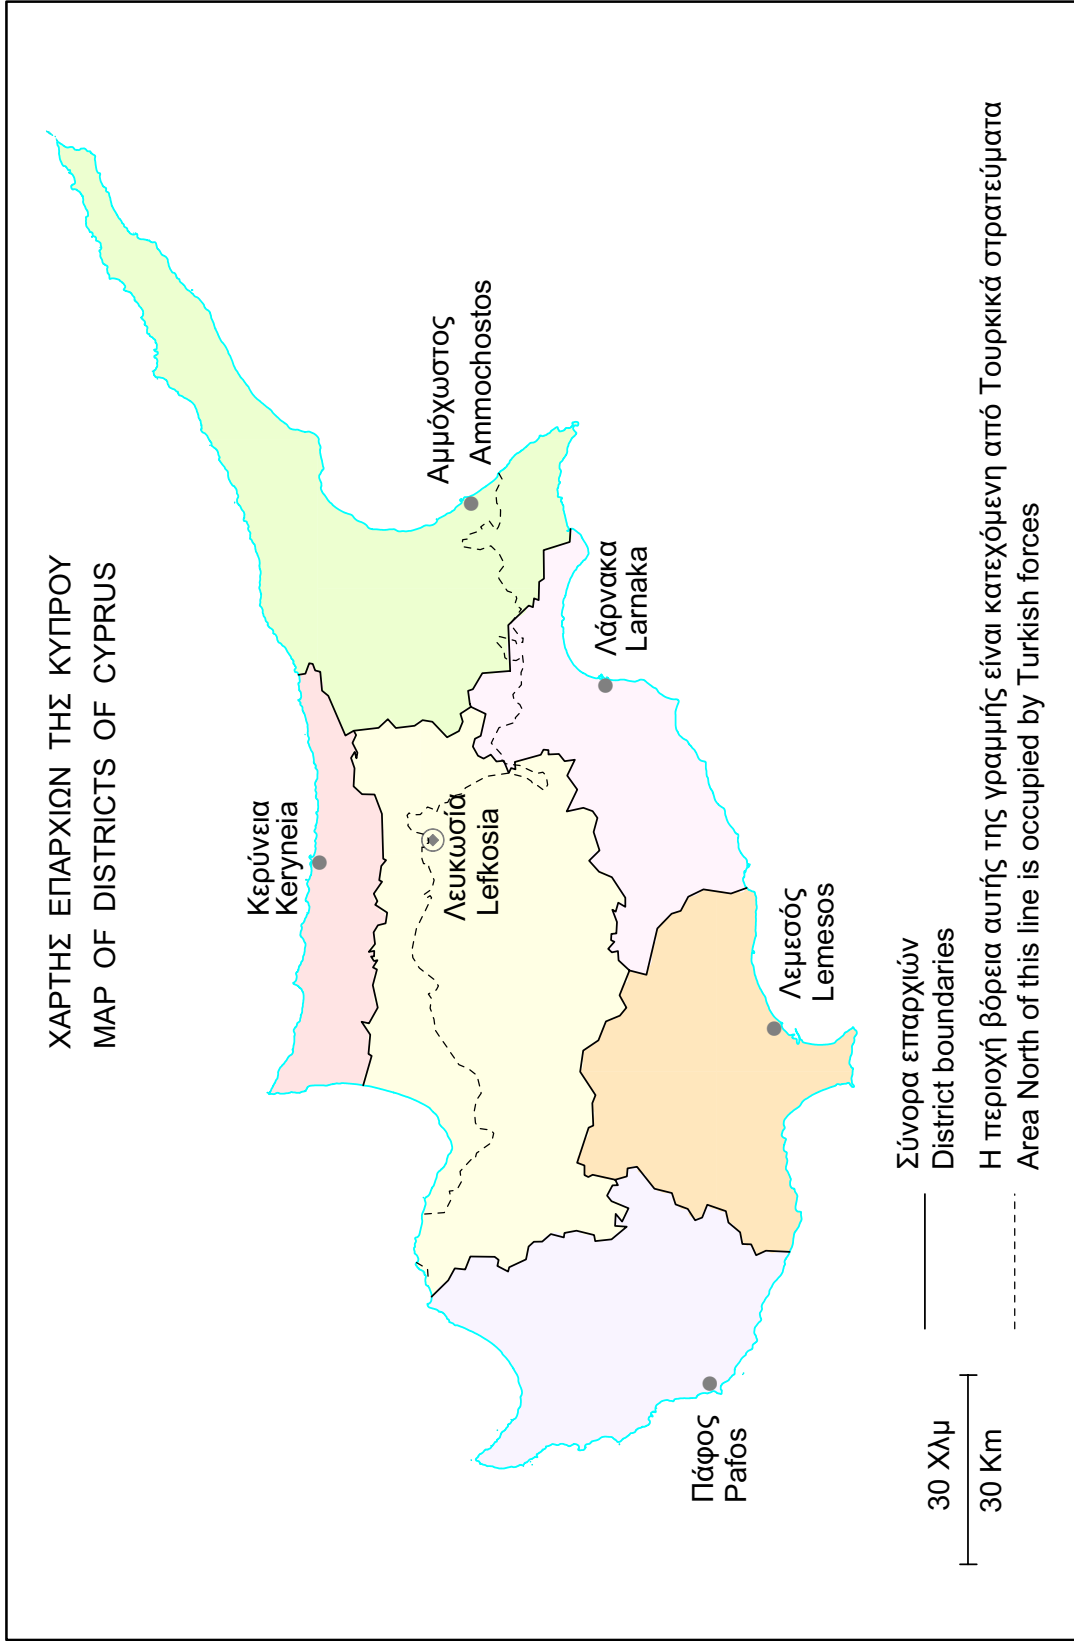 ΧΑΡΤΗΣ ΕΠΑΡΧΙΩΝ ΤΗΣ ΚΥΠΡΟΥ
MAP OF DISTRICTS OF CYPRUS
Κερύνεια
Keryneia
Αμμόχωστος
Ammochostos
Λευκωσία
Lefkosia
Λάρνακα
Larnaka
Πάφος
Pafos
Λεμεσός
Lemesos
30 Χλμ
30 Km
Σύνορα επαρχιών
District boundaries
Η περιοχή βόρεια αυτής της γραμμής είναι κατεχόμενη από Τουρκικά στρατεύματα
Area North of this line is occupied by Turkish forces